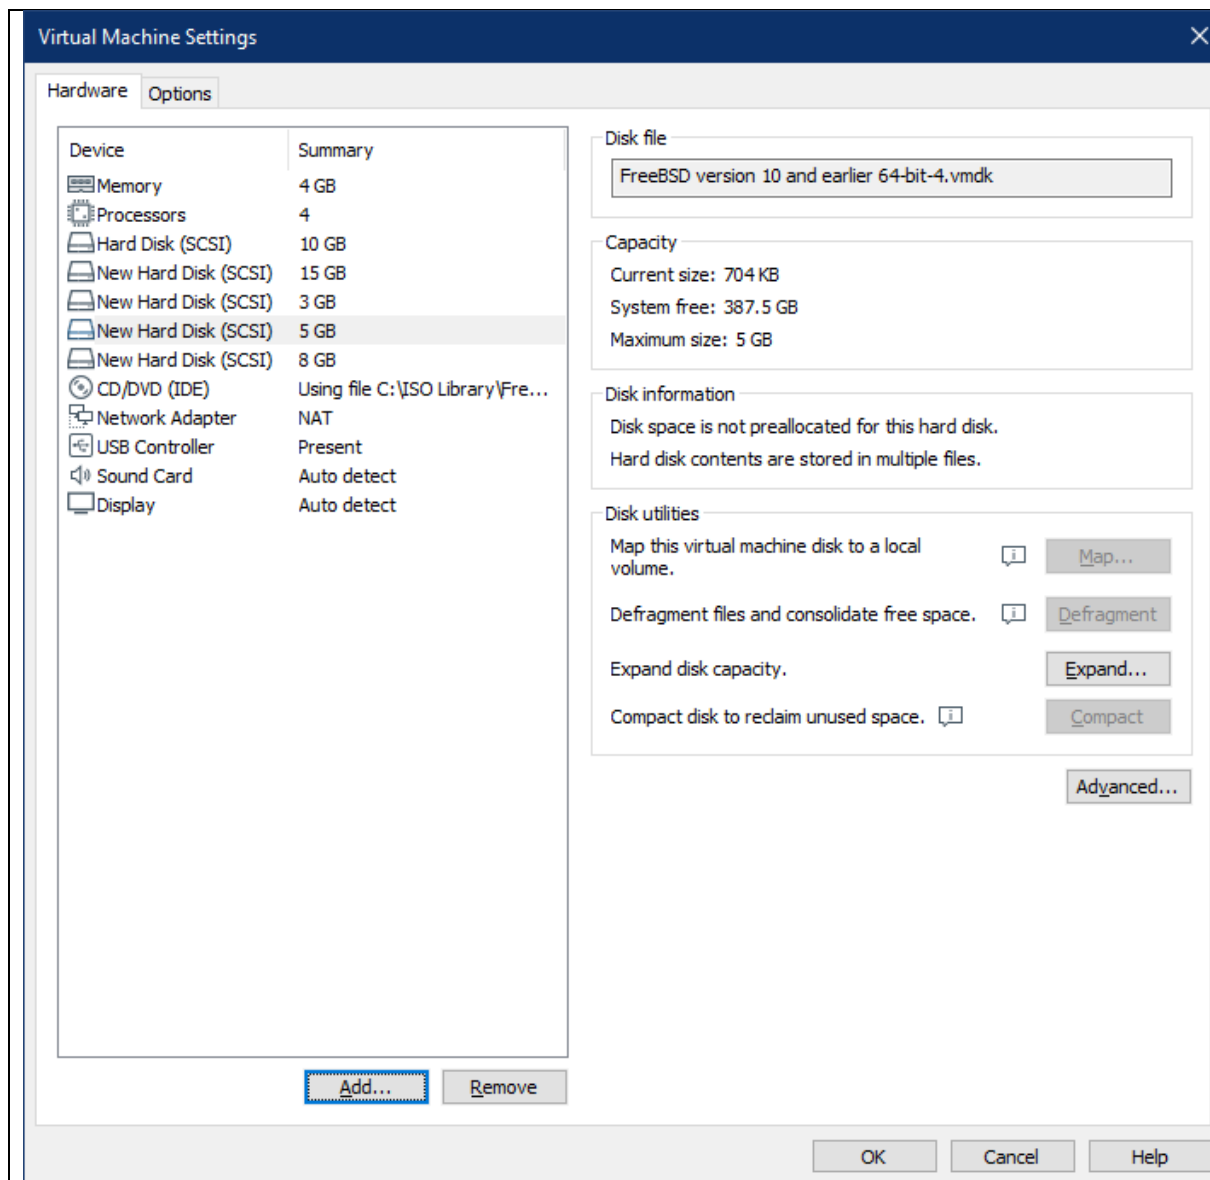 Virtual Machine Settings
Hardware
Options
Device Summary
Memory 4 GB
Processors 4
Hard Disk (SCSI) 10 GB
New Hard Disk (SCSI) 15 GB
New Hard Disk (SCSI) 3 GB
New Hard Disk (SCSI) 5 GB
New Hard Disk (SCSI) 8 GB
CD/DVD (IDE) Using file C:\ISO Library\Fre...
Network Adapter NAT
USB Controller Present
Sound Card Auto detect
Display Auto detect
Add... Remove
Disk file
FreeBSD version 10 and earlier 64-bit-4.vmdk
Capacity
Current size: 704 KB
System free: 387.5 GB
Maximum size: 5 GB
Disk information
Disk space is not preallocated for this hard disk.
Hard disk contents are stored in multiple files.
Disk utilities
Map this virtual machine disk to a local
volume.
Map...
Defragment files and consolidate free space. Defragment
Expand disk capacity. Expand...
Compact disk to reclaim unused space. Compact
Advanced...
OK Cancel Help